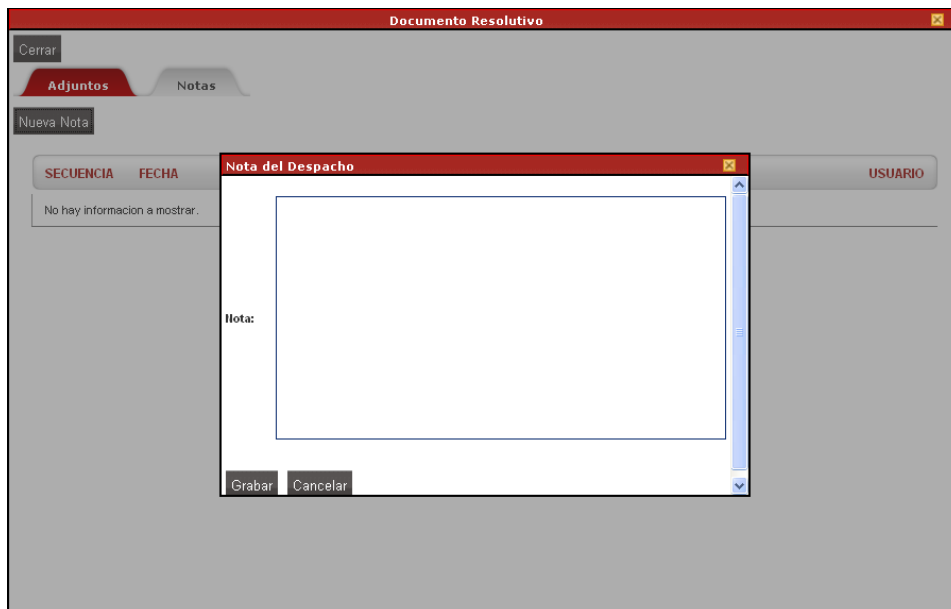 Documento Resolutivo
Cerrar
Adjuntos Notas
Nueva Nota
SECUENCIA FECHA USUARIO
No hay informacion a mostrar.
Nota del Despacho
Nota:
Grabar Cancelar